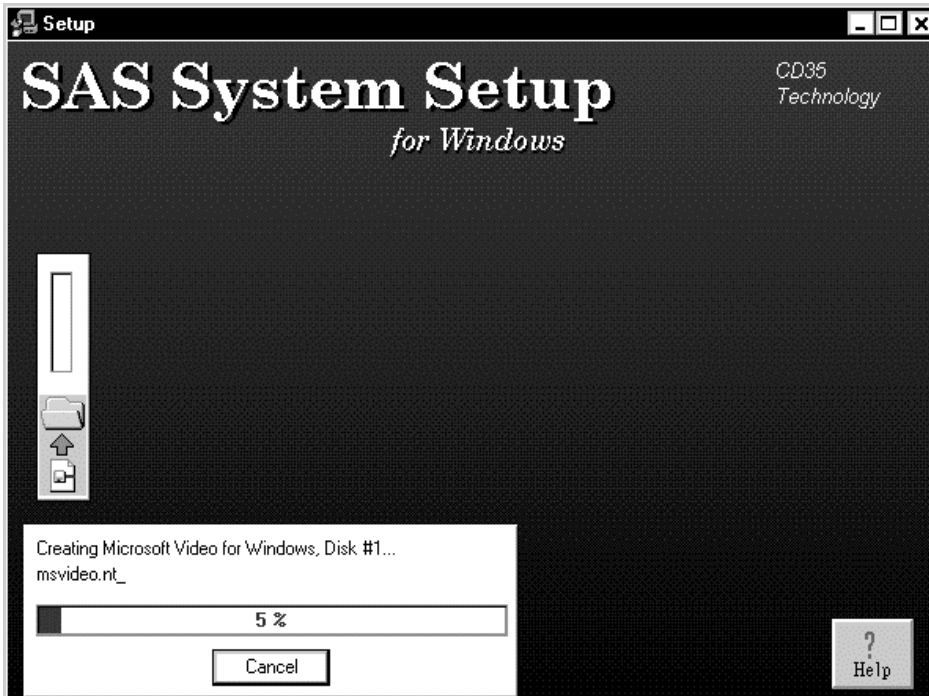 Setup
SAS System Setup
for Windows
CD35
Technology
Creating Microsoft Video for Windows, Disk #1...
msvideo.nt_
5 %
Cancel
?
Help